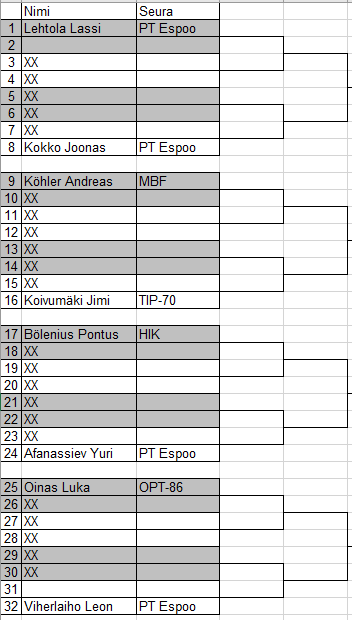 Nimi Seura
1 Lehtola Lassi PT Espoo
2
3 XX
4 XX
5 XX
6 XX
7 XX
8 Kokko Joonas PT Espoo
9 Köhler Andreas MBF
10 XX
11 XX
12 XX
13 XX
14 XX
15 XX
16 Koivumäki Jimi TIP-70
17 Bölenius Pontus HIK
18 XX
19 XX
20 XX
21 XX
22 XX
23 XX
24 Afanassiev Yuri PT Espoo
25 Oinas Luka OPT-86
26 XX
27 XX
28 XX
29 XX
30 XX
31
32 Viherlaiho Leon PT Espoo